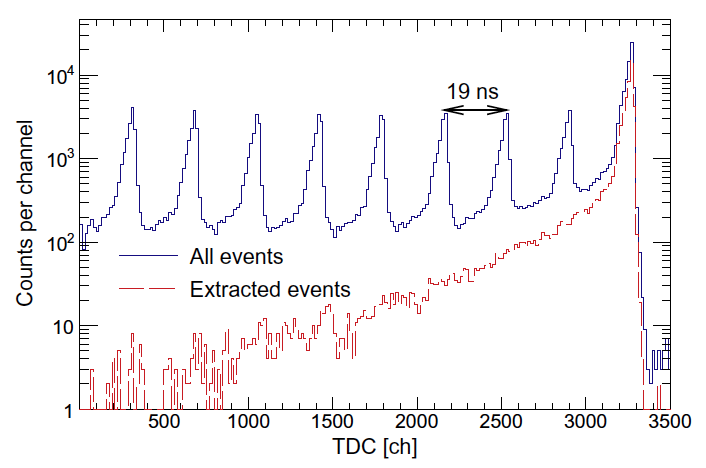 10⁴
19 ns
10³
Counts per channel
10²
All events
Extracted events
10
1
500 1000 1500 2000 2500 3000 3500
TDC [ch]